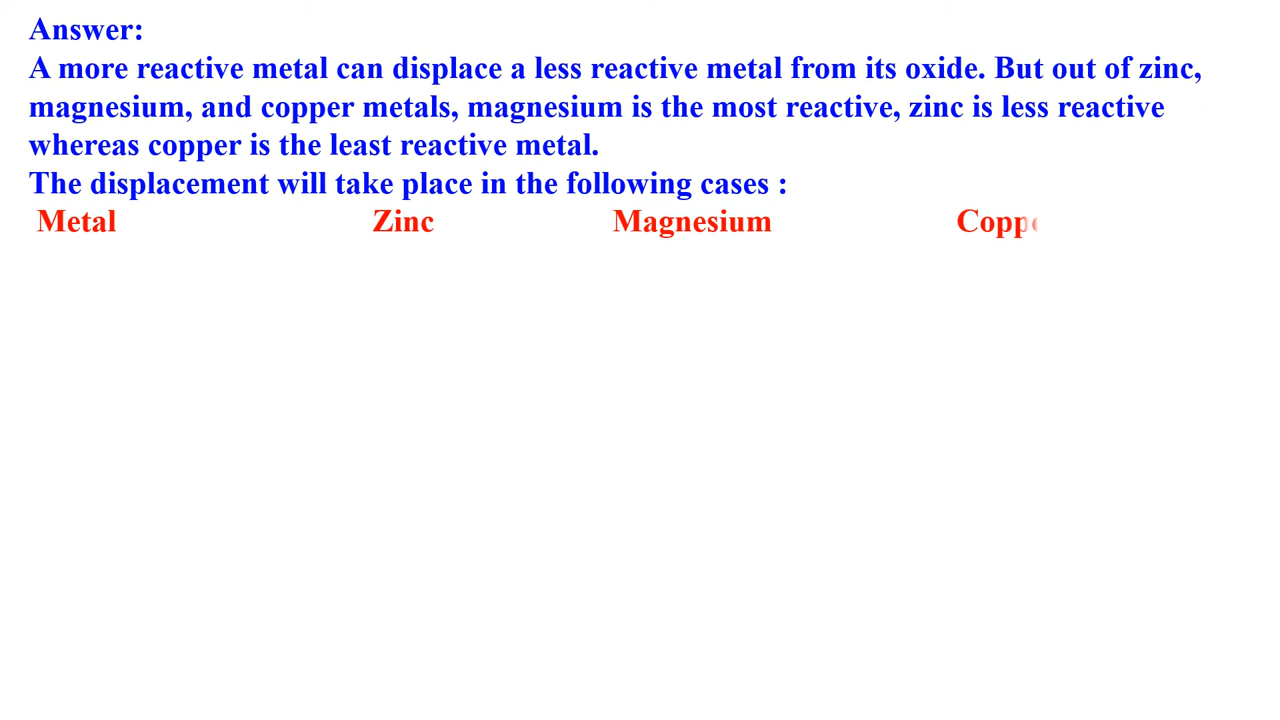 Answer:
A more reactive metal can displace a less reactive metal from its oxide. But out of zinc,
magnesium, and copper metals, magnesium is the most reactive, zinc is less reactive
whereas copper is the least reactive metal.
The displacement will take place in the following cases :
Metal Zinc Magnesium